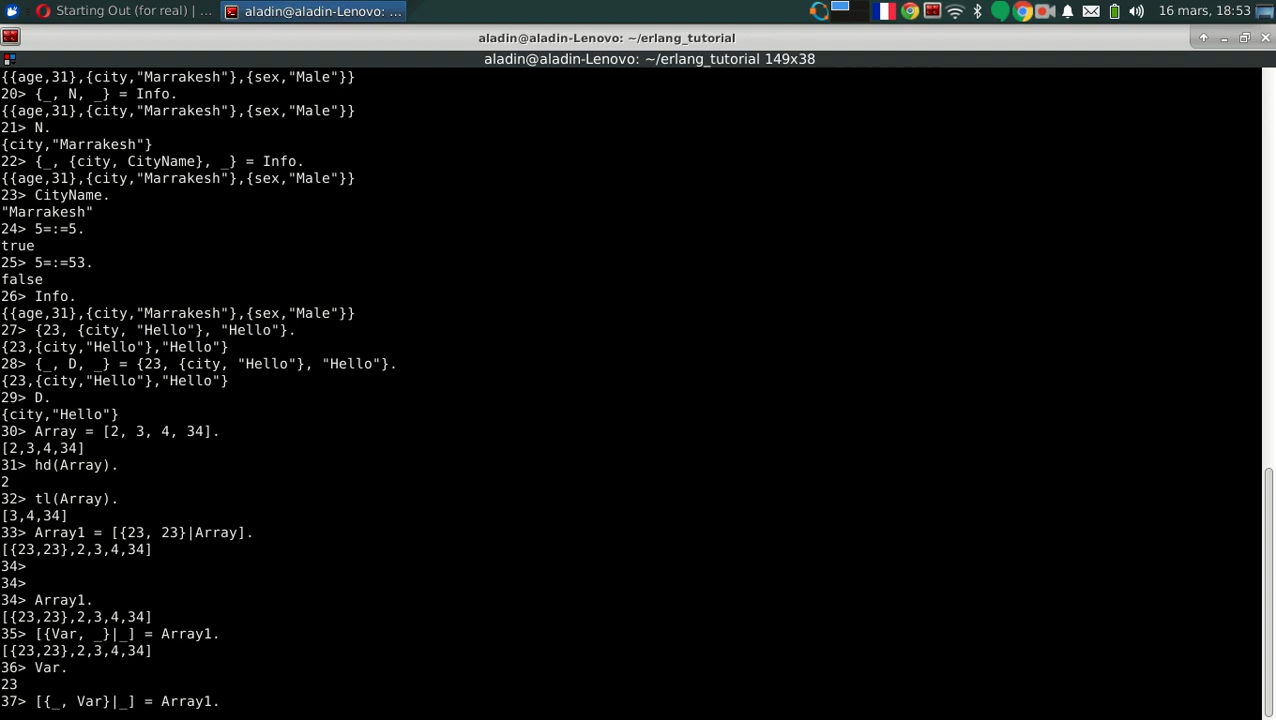 Starting Out (for real) | ...
aladin@aladin-Lenovo: ~ ...
16 mars, 18:53
aladin@aladin-Lenovo: ~/erlang_tutorial
aladin@aladin-Lenovo: ~/erlang_tutorial 149x38
{{age,31},{city,"Marrakesh"},{sex,"Male"}}
20> {_, N, _} = Info.
{{age,31},{city,"Marrakesh"},{sex,"Male"}}
21> N.
{city,"Marrakesh"}
22> {_, {city, CityName}, _} = Info.
{{age,31},{city,"Marrakesh"},{sex,"Male"}}
23> CityName.
"Marrakesh"
24> 5=:=5.
true
25> 5=:=53.
false
26> Info.
{{age,31},{city,"Marrakesh"},{sex,"Male"}}
27> {23, {city, "Hello"}, "Hello"}.
{23,{city,"Hello"},"Hello"}
28> {_, D, _} = {23, {city, "Hello"}, "Hello"}.
{23,{city,"Hello"},"Hello"}
29> D.
{city,"Hello"}
30> Array = [2, 3, 4, 34].
[2,3,4,34]
31> hd(Array).
2
32> tl(Array).
[3,4,34]
33> Array1 = [{23, 23}|Array].
[{23,23},2,3,4,34]
34>
34>
34> Array1.
[{23,23},2,3,4,34]
35> [{Var, _}|_] = Array1.
[{23,23},2,3,4,34]
36> Var.
23
37> [{_, Var}|_] = Array1.